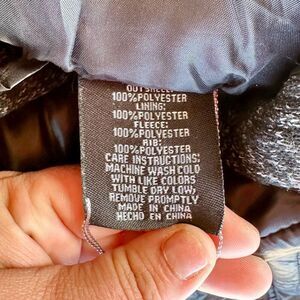 OUTSHELL:
100%POLYESTER
LINING:
100%POLYESTER
FLEECE:
100%POLYESTER
RIB:
100%POLYESTER
CARE INSTRUCTIONS:
MACHINE WASH COLD
WITH LIKE COLORS
TUMBLE DRY LOW,
REMOVE PROMPTLY
MADE IN CHINA
HECHO EN CHINA